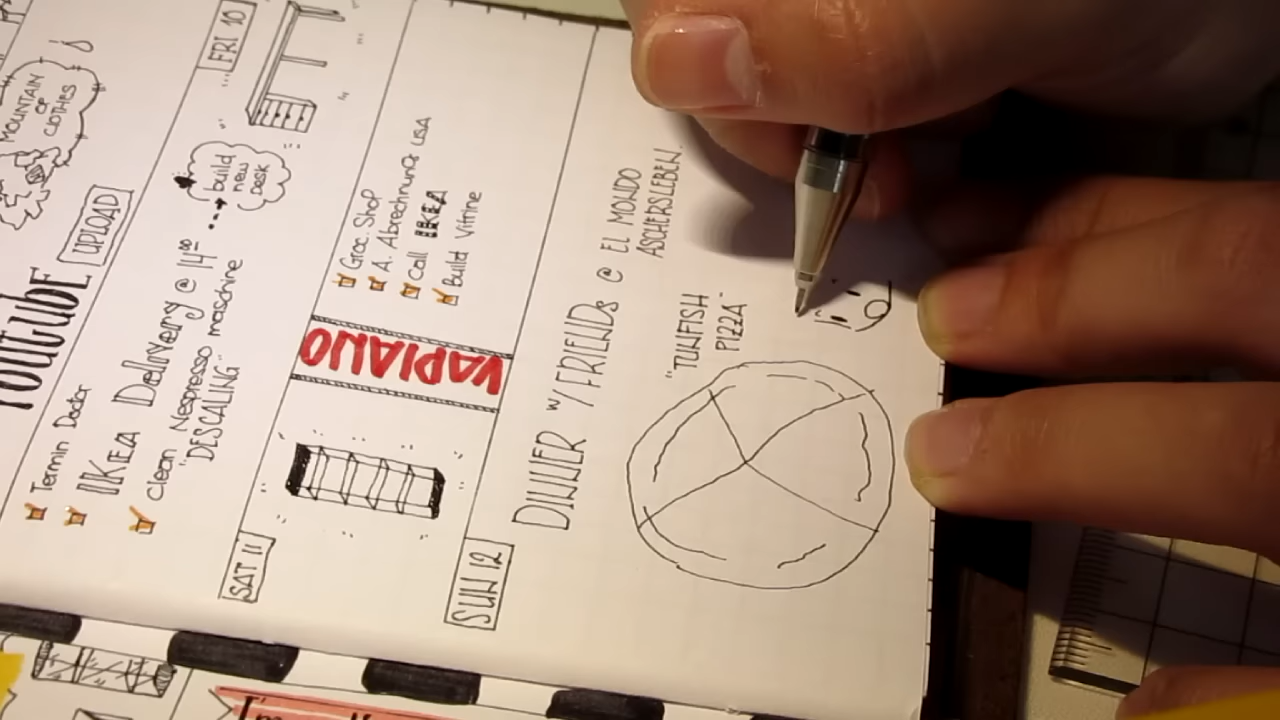 MOUNTAIN
OF
CLOTHES
YOUTUBE
UPLOAD
Termin Doctor
FRI 10
IKEA Delivery @ 14⁰⁰
build
new
DESK
Clean Nespresso maschine
"DESCALING"
SAT 11
VAPIANO
Groc. Shop
A. Abrechnung USA
Call IKEA
Build Vitrine
SUN 12
DINNER w/ FRIENDS @ EL MONDO
ASCHERSLEBEN.
"TUNFISH
PIZZA"